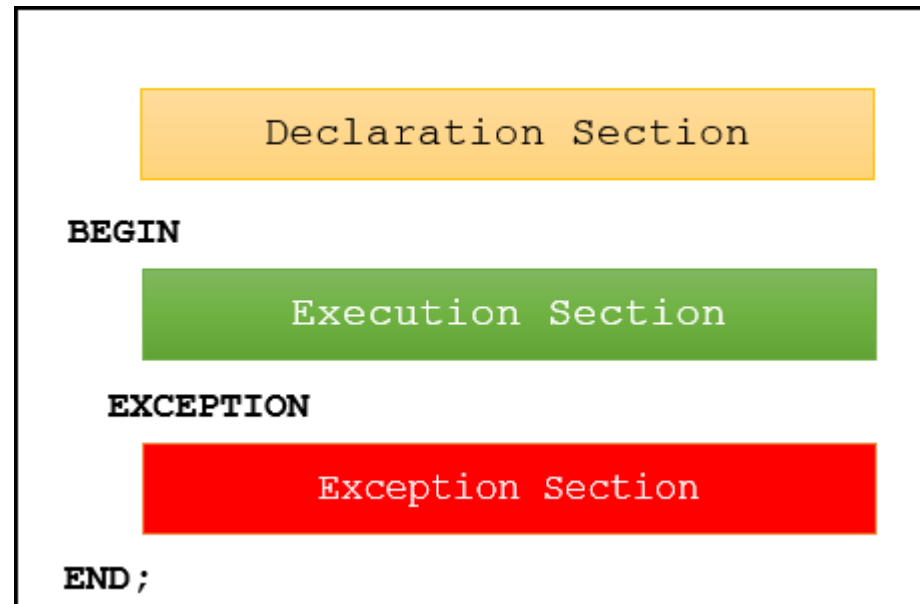 Declaration Section
BEGIN
Execution Section
EXCEPTION
Exception Section
END;